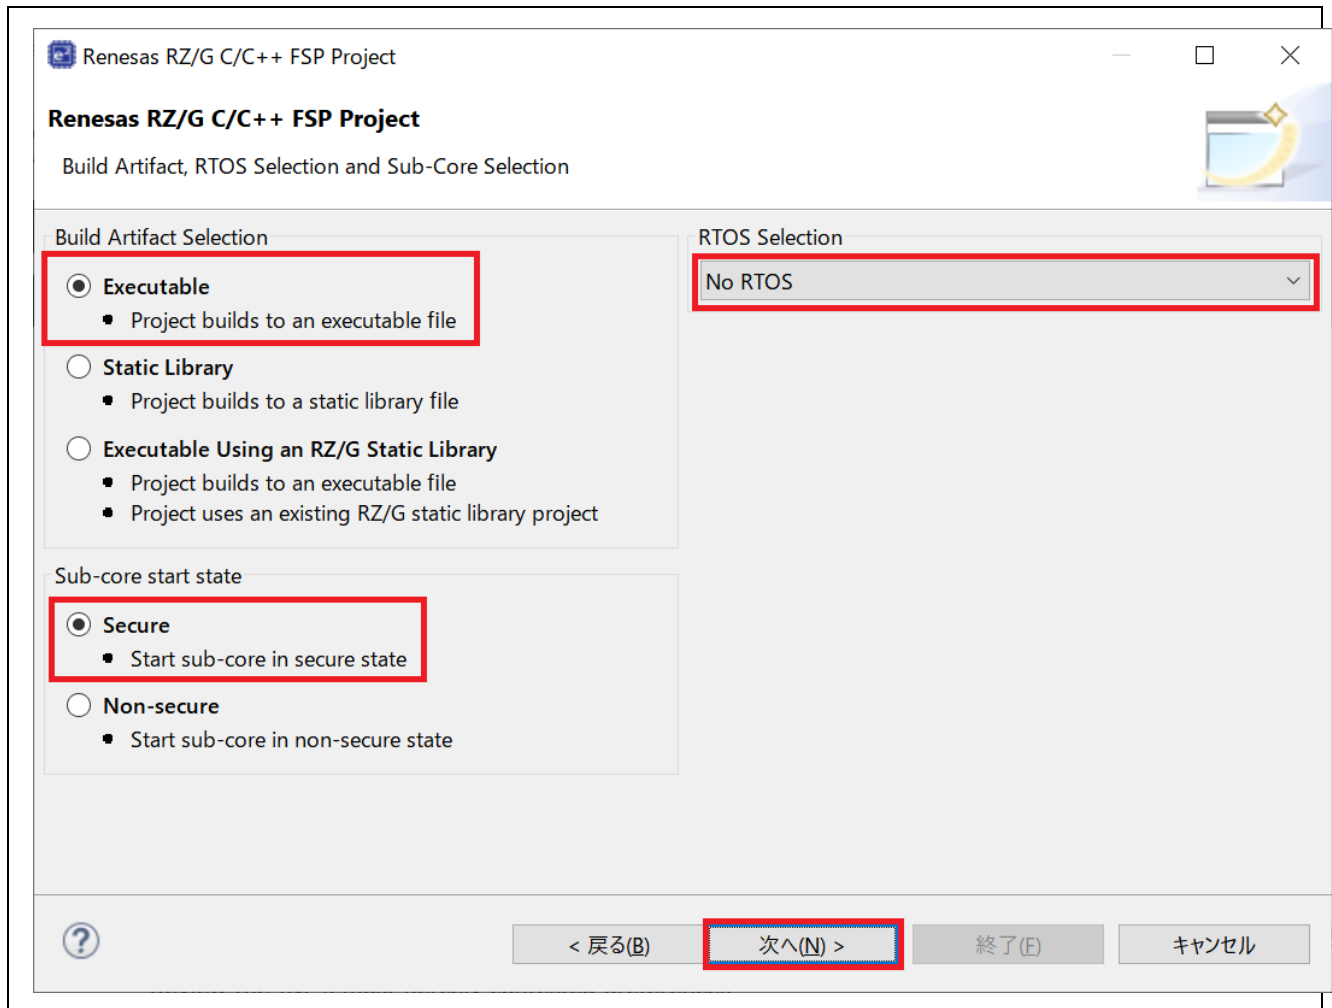 Renesas RZ/G C/C++ FSP Project
Renesas RZ/G C/C++ FSP Project
Build Artifact, RTOS Selection and Sub-Core Selection
Build Artifact Selection
Executable
• Project builds to an executable file
Static Library
• Project builds to a static library file
Executable Using an RZ/G Static Library
• Project builds to an executable file
• Project uses an existing RZ/G static library project
Sub-core start state
Secure
• Start sub-core in secure state
Non-secure
• Start sub-core in non-secure state
RTOS Selection
No RTOS
< 戻る(B)
次へ(N) >
終了(F)
キャンセル